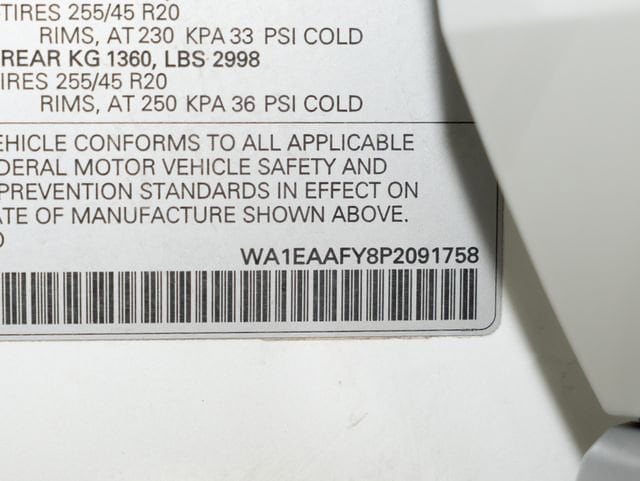 TIRES 255/45 R20
RIMS, AT 230 KPA 33 PSI COLD
REAR KG 1360, LBS 2998
TIRES 255/45 R20
RIMS, AT 250 KPA 36 PSI COLD
EHICLE CONFORMS TO ALL APPLICABLE
DERAL MOTOR VEHICLE SAFETY AND
PREVENTION STANDARDS IN EFFECT ON
ATE OF MANUFACTURE SHOWN ABOVE.
WA1EAAFY8P2091758